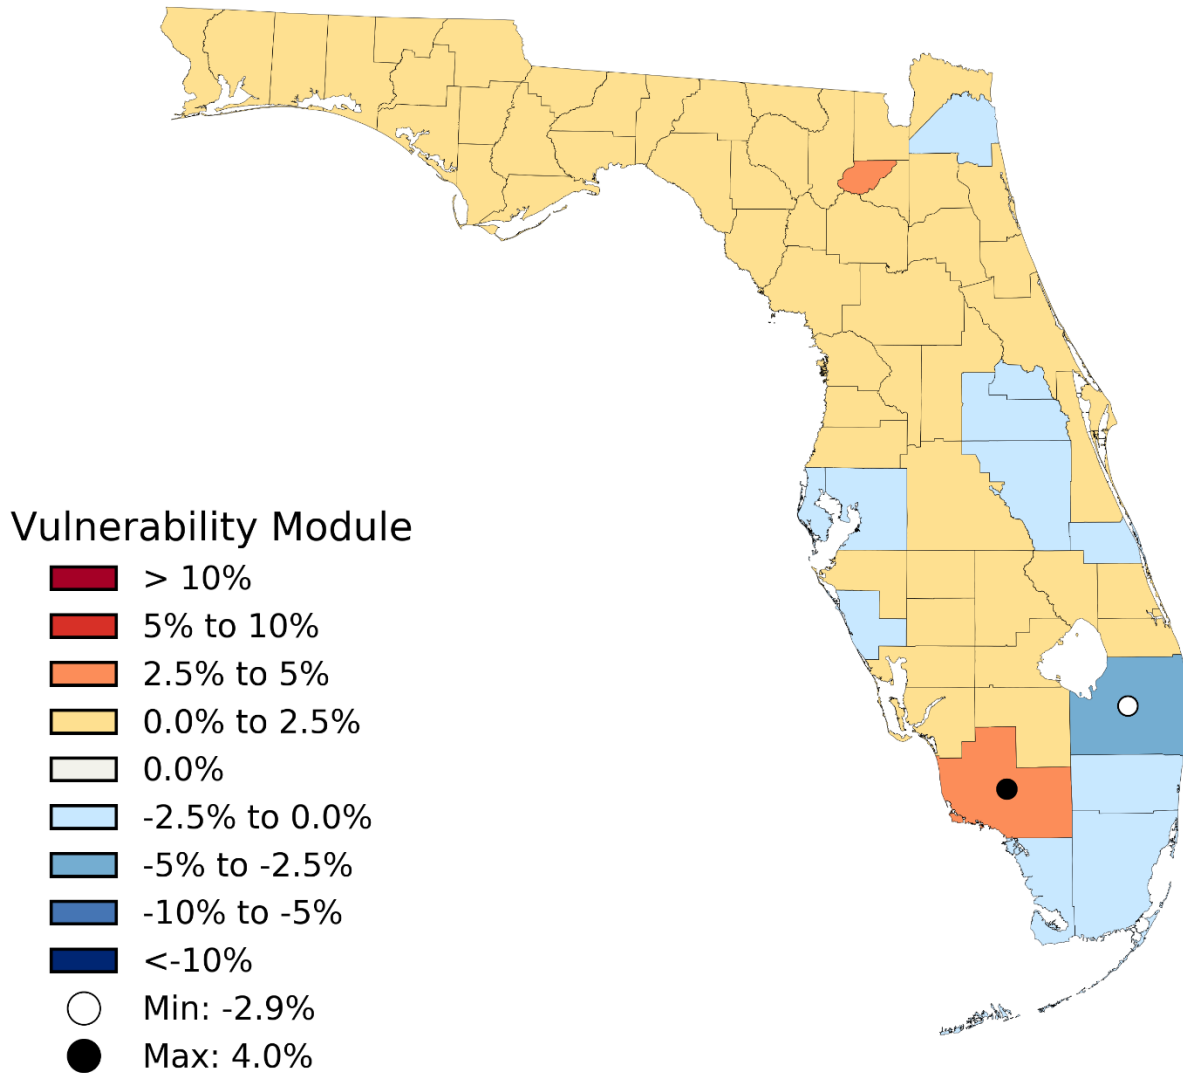 Vulnerability Module
> 10%
5% to 10%
2.5% to 5%
0.0% to 2.5%
0.0%
-2.5% to 0.0%
-5% to -2.5%
-10% to -5%
<-10%
Min: -2.9%
Max: 4.0%